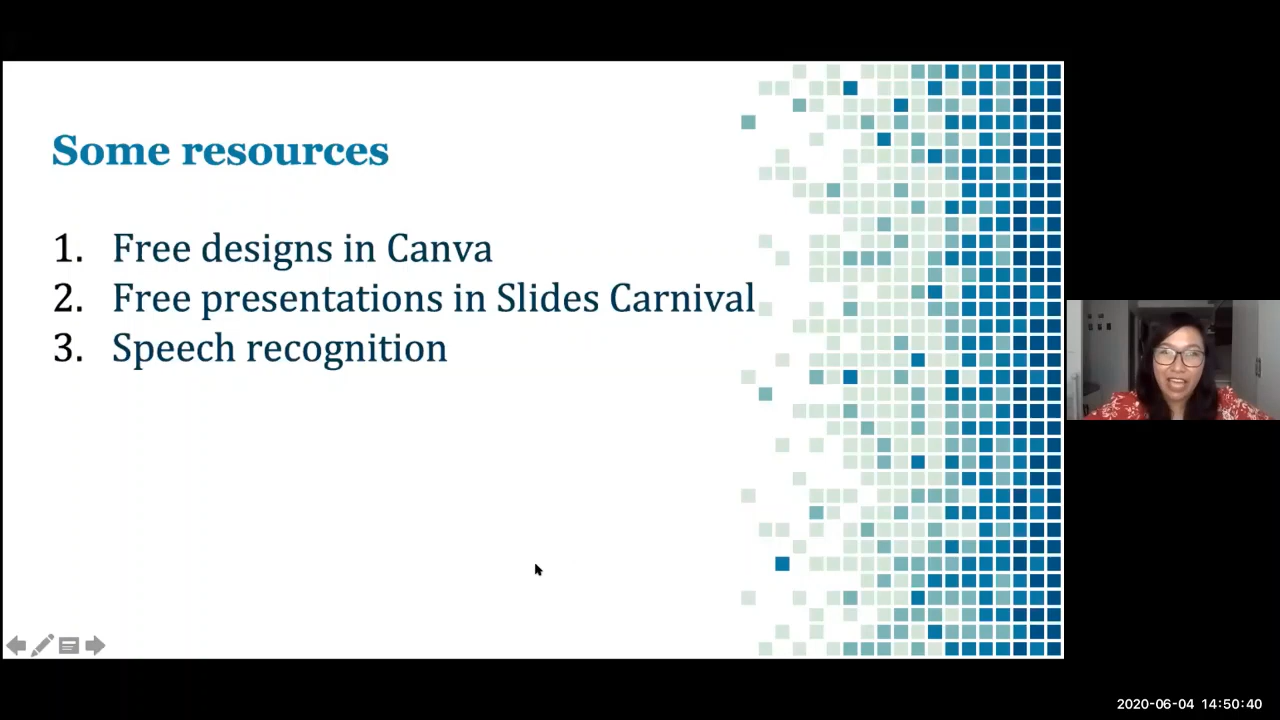 Some resources
1. Free designs in Canva
2. Free presentations in Slides Carnival
3. Speech recognition
2020-06-04 14:50:40